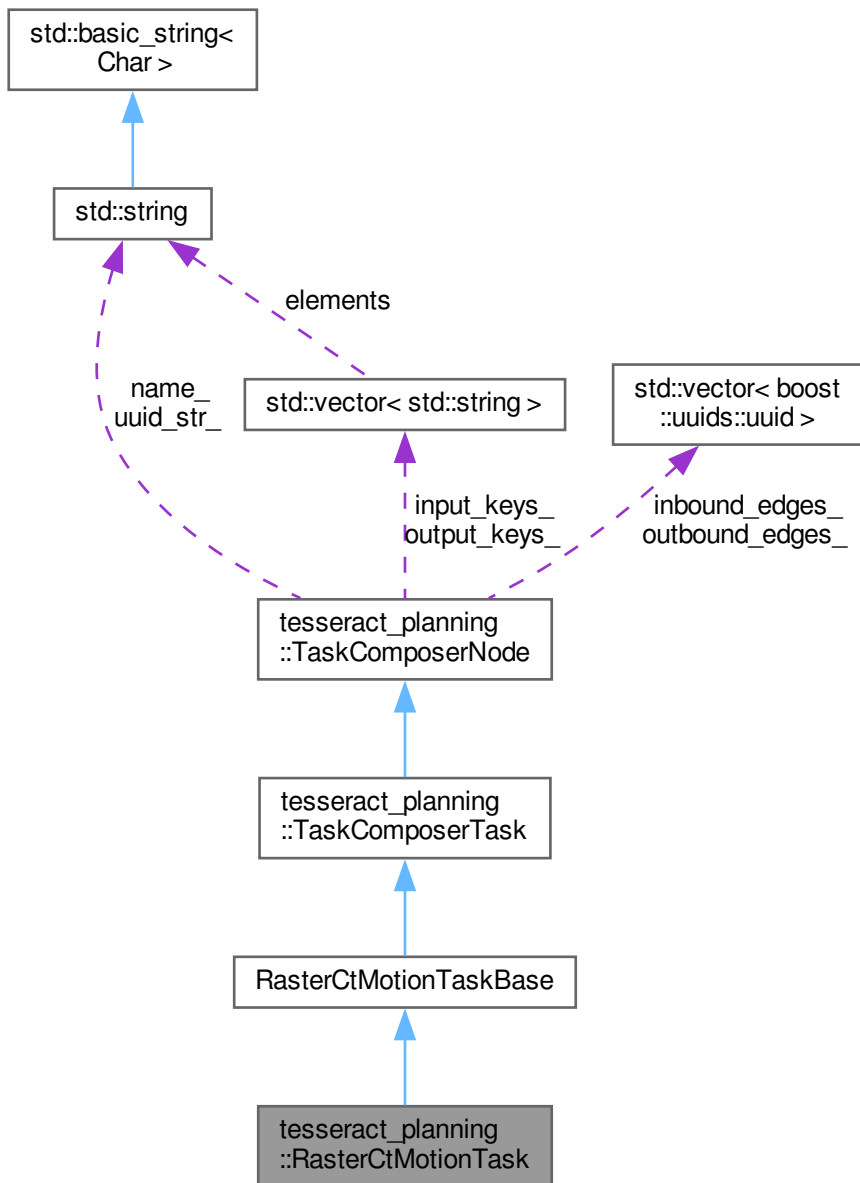 std::basic_string<
Char >
std::string
elements
name_
uuid_str_
std::vector< std::string >
std::vector< boost
::uuids::uuid >
input_keys_
output_keys_
inbound_edges_
outbound_edges_
tesseract_planning
::TaskComposerNode
tesseract_planning
::TaskComposerTask
RasterCtMotionTaskBase
tesseract_planning
::RasterCtMotionTask